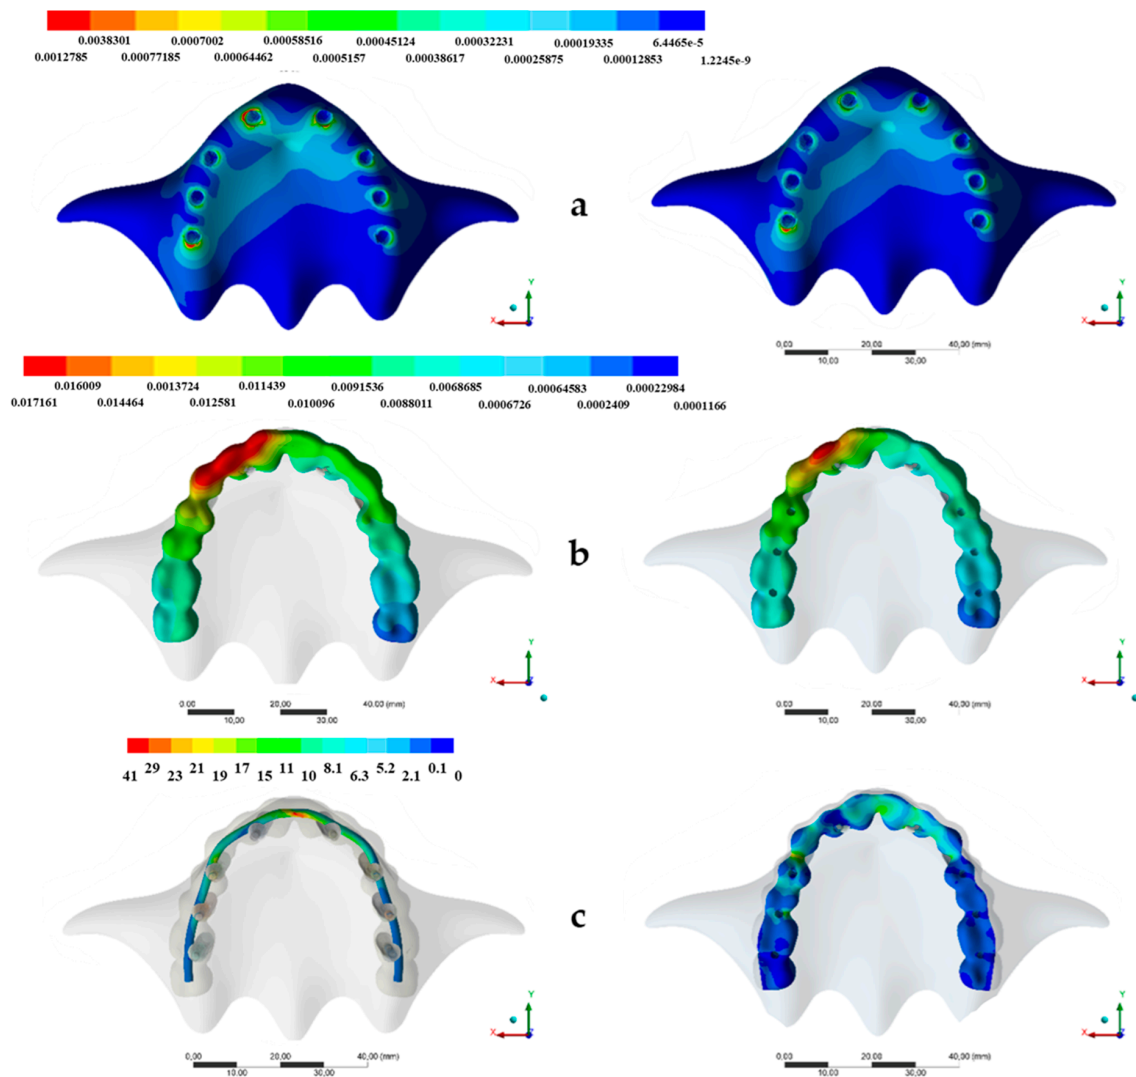 0.0038301 0.0007002 0.00058516 0.00045124 0.00032231 0.00019335 6.4465e-5
0.0012785 0.00077185 0.00064462 0.0005157 0.00038617 0.00025875 0.00012853 1.2245e-9
a
Y X Z
Y X Z
0,00 20,00 40,00 (mm)
10,00 30,00
0.016009 0.0013724 0.011439 0.0091536 0.0068685 0.00064583 0.00022984
0.017161 0.014464 0.012581 0.010096 0.0088011 0.0006726 0.0002409 0.0001166
b
Y X Z
Y X Z
0.00 20.00 40.00 (mm)
10,00 30.00
0,00 20,00 40,00 (mm)
10,00 30,00
29 21 17 11 8.1 5.2 0.1
41 23 19 15 10 6.3 2.1 0
c
Y X Z
Y X Z
0,00 20,00 40,00 (mm)
10,00 30,00
0,00 20,00 40,00 (mm)
10,00 30,00